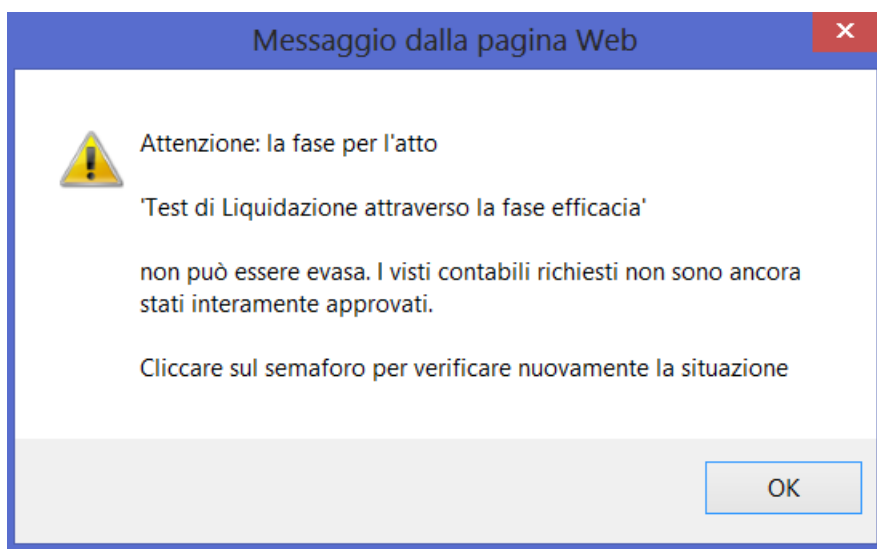 Messaggio dalla pagina Web
Attenzione: la fase per l'atto
'Test di Liquidazione attraverso la fase efficacia'
non può essere evasa. I visti contabili richiesti non sono ancora
stati interamente approvati.
Cliccare sul semaforo per verificare nuovamente la situazione
OK